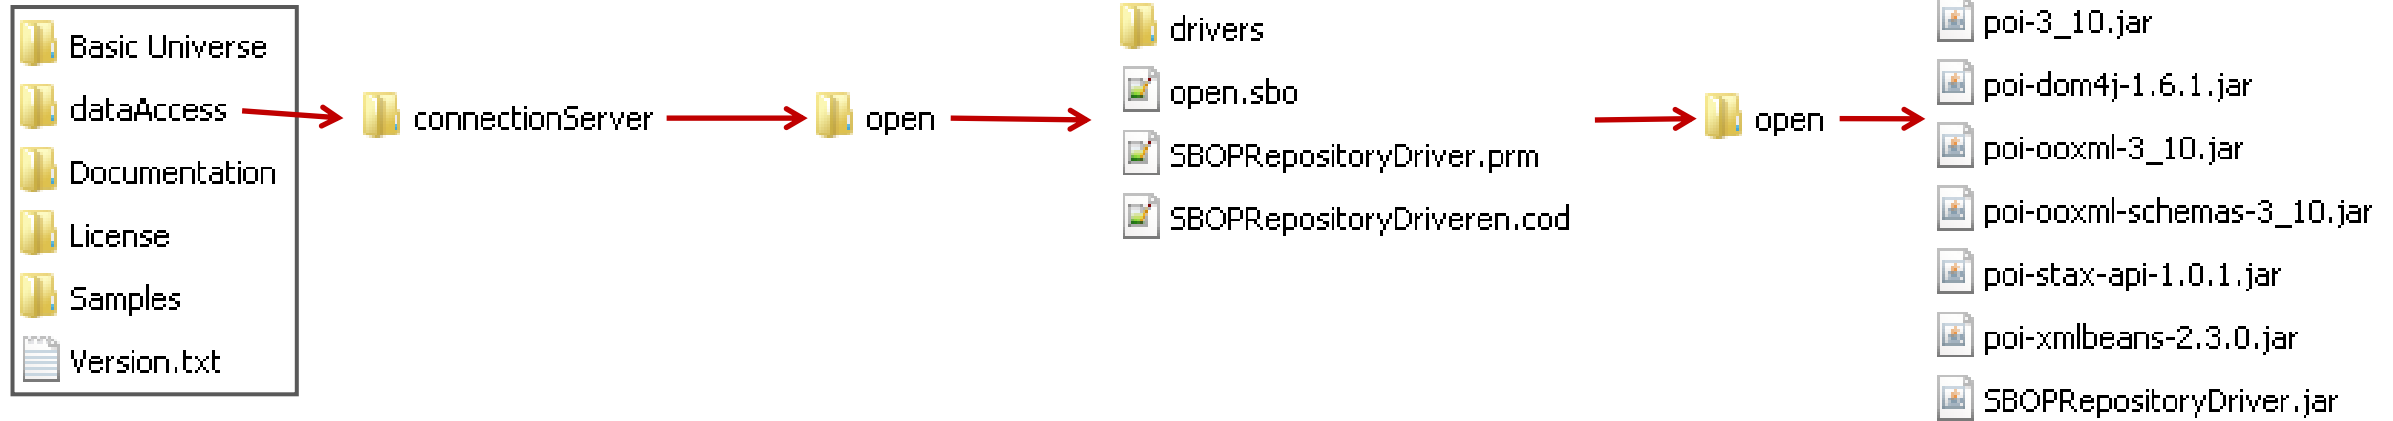 Basic Universe
dataAccess
Documentation
License
Samples
Version.txt
connectionServer
open
drivers
open.sbo
SBOPRepositoryDriver.prm
SBOPRepositoryDriveren.cod
open
poi-3_10.jar
poi-dom4j-1.6.1.jar
poi-ooxml-3_10.jar
poi-ooxml-schemas-3_10.jar
poi-stax-api-1.0.1.jar
poi-xmlbeans-2.3.0.jar
SBOPRepositoryDriver.jar